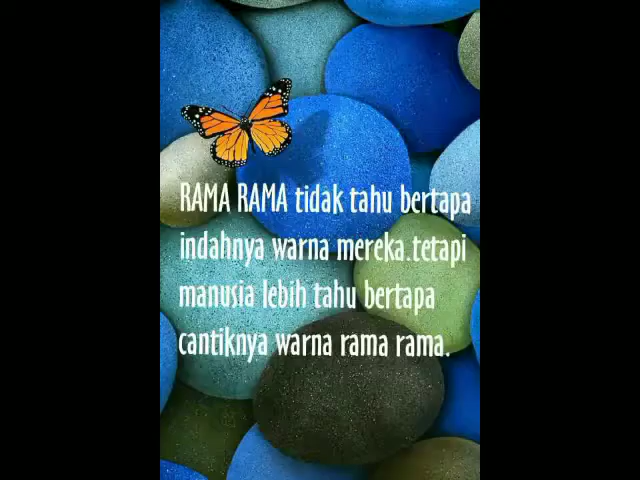 RAMA RAMA tidak tahu bertapa
indahnya warna mereka.tetapi
manusia lebih tahu bertapa
cantiknya warna rama rama.